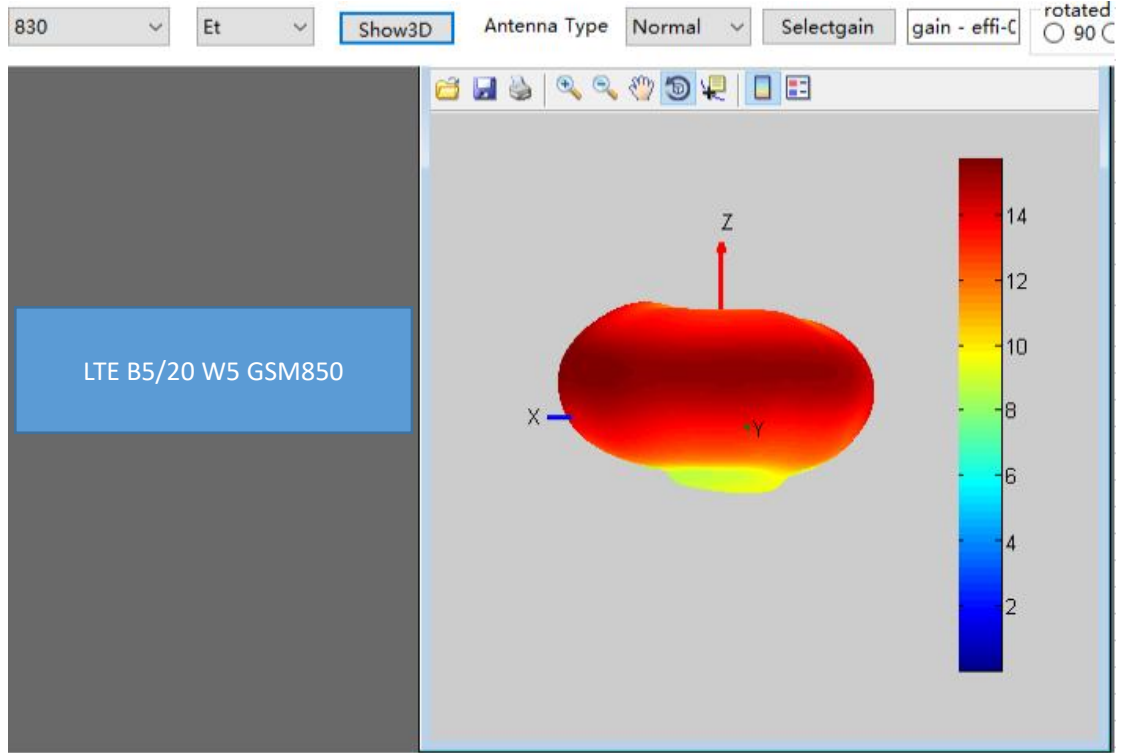 830 Et Show3D Antenna Type Normal Selectgain gain - effi- rotated
90
Z
14
12
LTE B5/20 W5 GSM850
10
X
8
Y
6
4
2